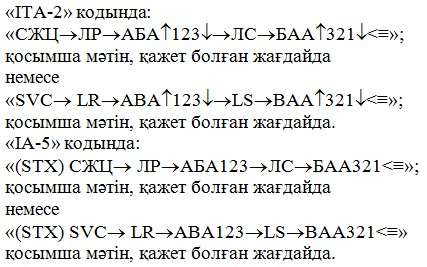 «ITA-2» кодында:
«СЖЦ→ЛР→АБА↑123↓→ЛС→БАА↑321↓<≡»;
қосымша мәтін, қажет болған жағдайда
немесе
«SVC→ LR→ABA↑123↓→LS→BAA↑321↓<≡»;
қосымша мәтін, қажет болған жағдайда.
«IA-5» кодында:
«(STX) СЖЦ→ ЛР→АБА123→ЛС→БАА321<≡»;
қосымша мәтін, қажет болған жағдайда
немесе
«(STX) SVC→ LR→ABA123→LS→BAA321<≡»
қосымша мәтін, қажет болған жағдайда.